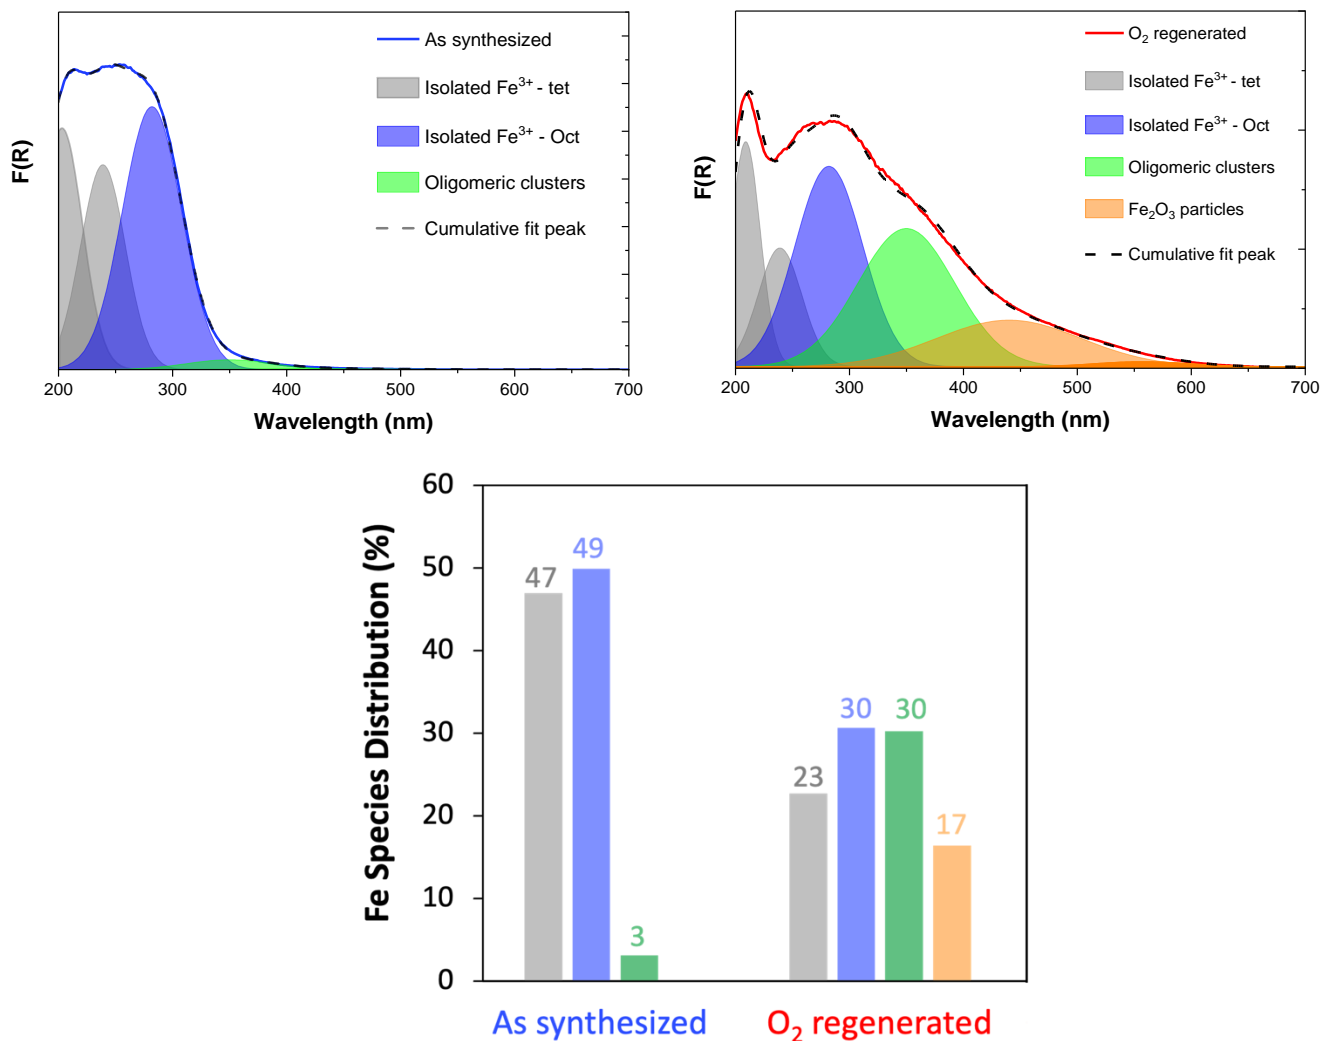 As synthesized
Isolated Fe³⁺ - tet
Isolated Fe³⁺ - Oct
Oligomeric clusters
Cumulative fit peak
F(R)
200 300 400 500 600 700
Wavelength (nm)
O₂ regenerated
Isolated Fe³⁺ - tet
Isolated Fe³⁺ - Oct
Oligomeric clusters
Fe₂O₃ particles
Cumulative fit peak
F(R)
200 300 400 500 600 700
Wavelength (nm)
Fe Species Distribution (%)
60
50
40
30
20
10
0
47
49
3
23
30
30
17
As synthesized
O₂ regenerated